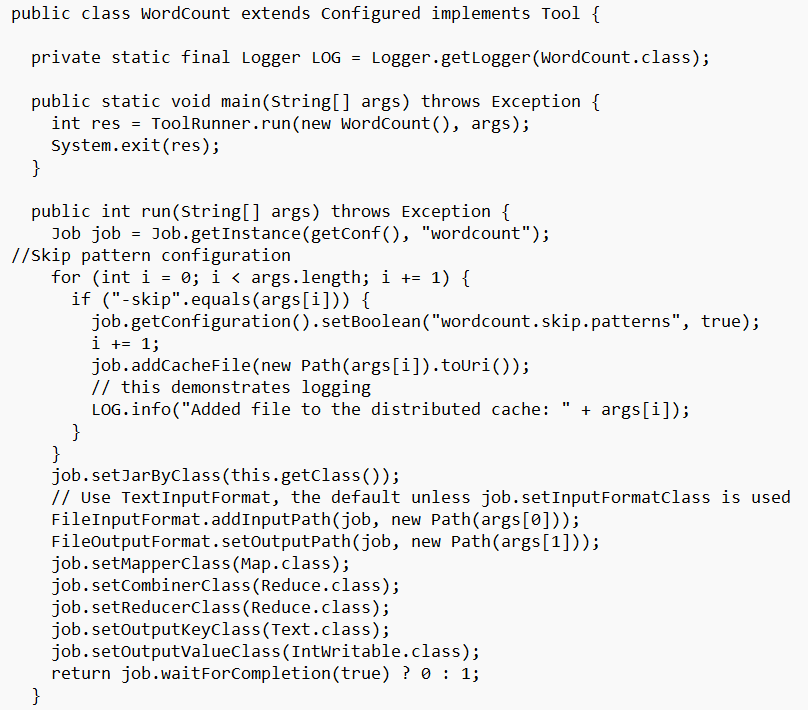 public class WordCount extends Configured implements Tool {
private static final Logger LOG = Logger.getLogger(WordCount.class);
public static void main(String[] args) throws Exception {
int res = ToolRunner.run(new WordCount(), args);
System.exit(res);
}
public int run(String[] args) throws Exception {
Job job = Job.getInstance(getConf(), "wordcount");
//Skip pattern configuration
for (int i = 0; i < args.length; i += 1) {
if ("-skip".equals(args[i])) {
job.getConfiguration().setBoolean("wordcount.skip.patterns", true);
i += 1;
job.addCacheFile(new Path(args[i]).toUri());
// this demonstrates logging
LOG.info("Added file to the distributed cache: " + args[i]);
}
}
job.setJarByClass(this.getClass());
// Use TextInputFormat, the default unless job.setInputFormatClass is used
FileInputFormat.addInputPath(job, new Path(args[0]));
FileOutputFormat.setOutputPath(job, new Path(args[1]));
job.setMapperClass(Map.class);
job.setCombinerClass(Reduce.class);
job.setReducerClass(Reduce.class);
job.setOutputKeyClass(Text.class);
job.setOutputValueClass(IntWritable.class);
return job.waitForCompletion(true) ? 0 : 1;
}